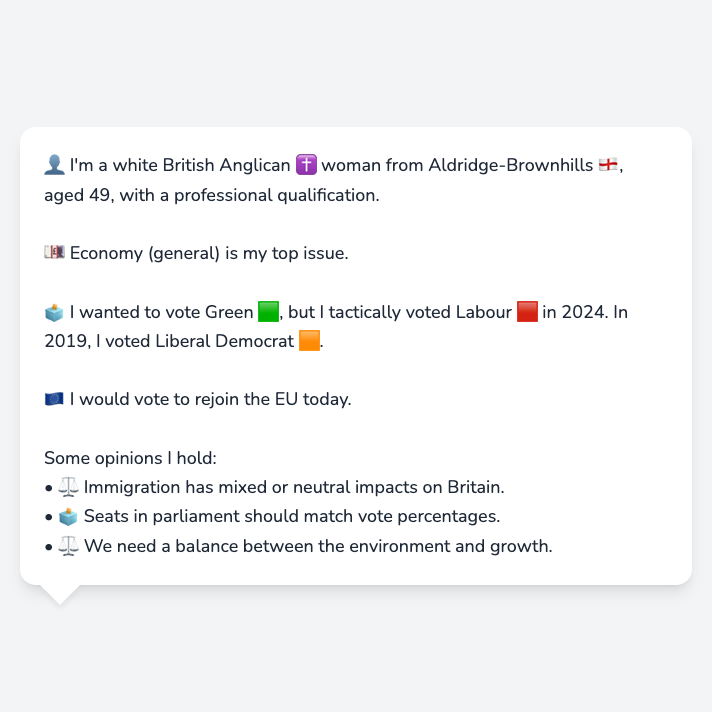 👤 I'm a white British Anglican ✝️ woman from Aldridge-Brownhills 🏴󠁧󠁢󠁥󠁮󠁧󠁿,
aged 49, with a professional qualification.
💷 Economy (general) is my top issue.
🗳️ I wanted to vote Green 🟩, but I tactically voted Labour 🟥 in 2024. In
2019, I voted Liberal Democrat 🟧.
🇪🇺 I would vote to rejoin the EU today.
Some opinions I hold:
• ⚖️ Immigration has mixed or neutral impacts on Britain.
• 🗳️ Seats in parliament should match vote percentages.
• ⚖️ We need a balance between the environment and growth.